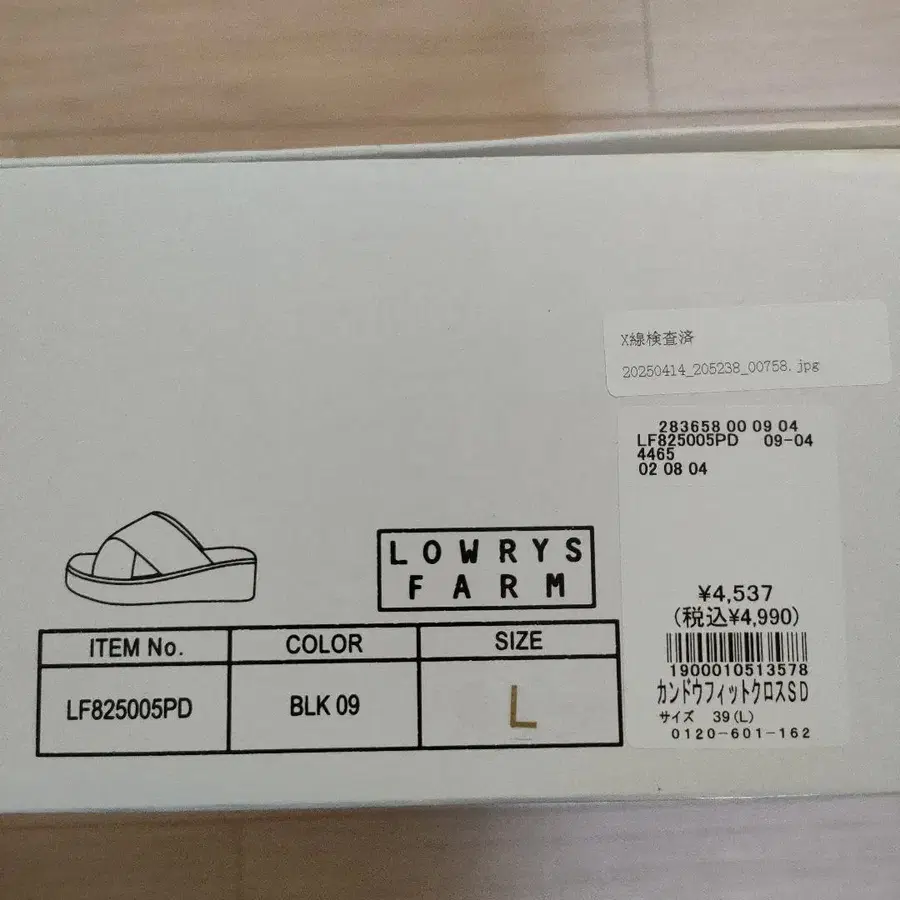 X線検査済
20250414_205238_00758.jpg
283658 00 09 04
LF825005PD 09-04
4465
02 08 04
LOWRYS
FARM
¥4,537
(税込¥4,990)
1900010513578
カンドウフィットクロスSD
サイズ 39(L)
0120-601-162
ITEM No. COLOR SIZE
LF825005PD BLK 09 L